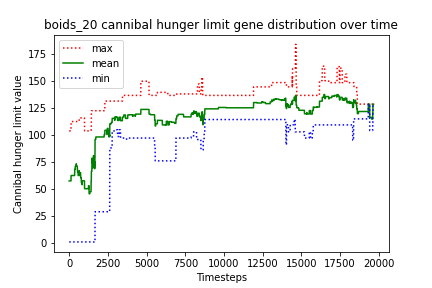 boids_20 cannibal hunger limit gene distribution over time
max
mean
min
Cannibal hunger limit value
175
150
125
100
75
50
25
0
0 2500 5000 7500 10000 12500 15000 17500 20000
Timesteps